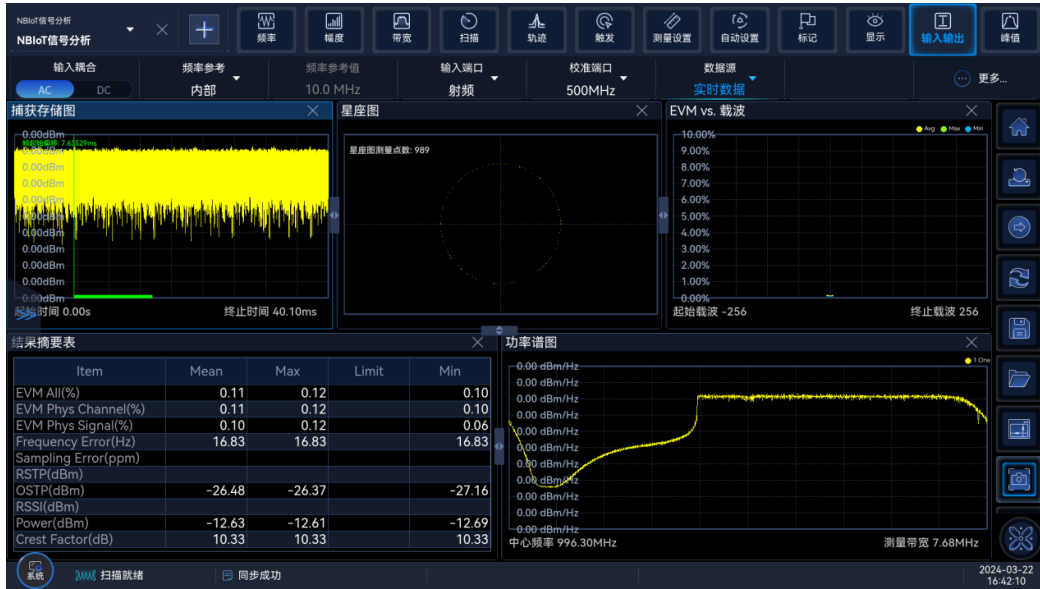 NBIoT信号分析
NBIoT信号分析
频率
幅度
带宽
扫描
轨迹
触发
测量设置
自动设置
标记
显示
输入输出
峰值
输入耦合
AC DC
频率参考
内部
频率参考值
10.0 MHz
输入端口
射频
校准端口
500MHz
数据源
实时数据
更多...
捕获存储图
0.00dBm
帧起始偏移: 7.63529ms
0.00dBm
0.00dBm
0.00dBm
0.00dBm
0.00dBm
0.00dBm
0.00dBm
0.00dBm
0.00dBm
0.00dBm
起始时间 0.00s
终止时间 40.10ms
星座图
星座图测量点数: 989
EVM vs. 载波
Avg Max Min
10.00%
9.00%
8.00%
7.00%
6.00%
5.00%
4.00%
3.00%
2.00%
1.00%
0.00%
起始载波 -256
终止载波 256
结果摘要表
Item Mean Max Limit Min
EVM All(%) 0.11 0.12 0.10
EVM Phys Channel(%) 0.11 0.12 0.10
EVM Phys Signal(%) 0.10 0.12 0.06
Frequency Error(Hz) 16.83 16.83 16.83
Sampling Error(ppm)
RSTP(dBm)
OSTP(dBm) -26.48 -26.37 -27.16
RSSI(dBm)
Power(dBm) -12.63 -12.61 -12.69
Crest Factor(dB) 10.33 10.33 10.33
功率谱图
1 Clrw
0.00 dBm/Hz
0.00 dBm/Hz
0.00 dBm/Hz
0.00 dBm/Hz
0.00 dBm/Hz
0.00 dBm/Hz
0.00 dBm/Hz
0.00 dBm/Hz
0.00 dBm/Hz
0.00 dBm/Hz
0.00 dBm/Hz
中心频率 996.30MHz
测量带宽 7.68MHz
系统
扫描就绪
同步成功
2024-03-22
16:42:10